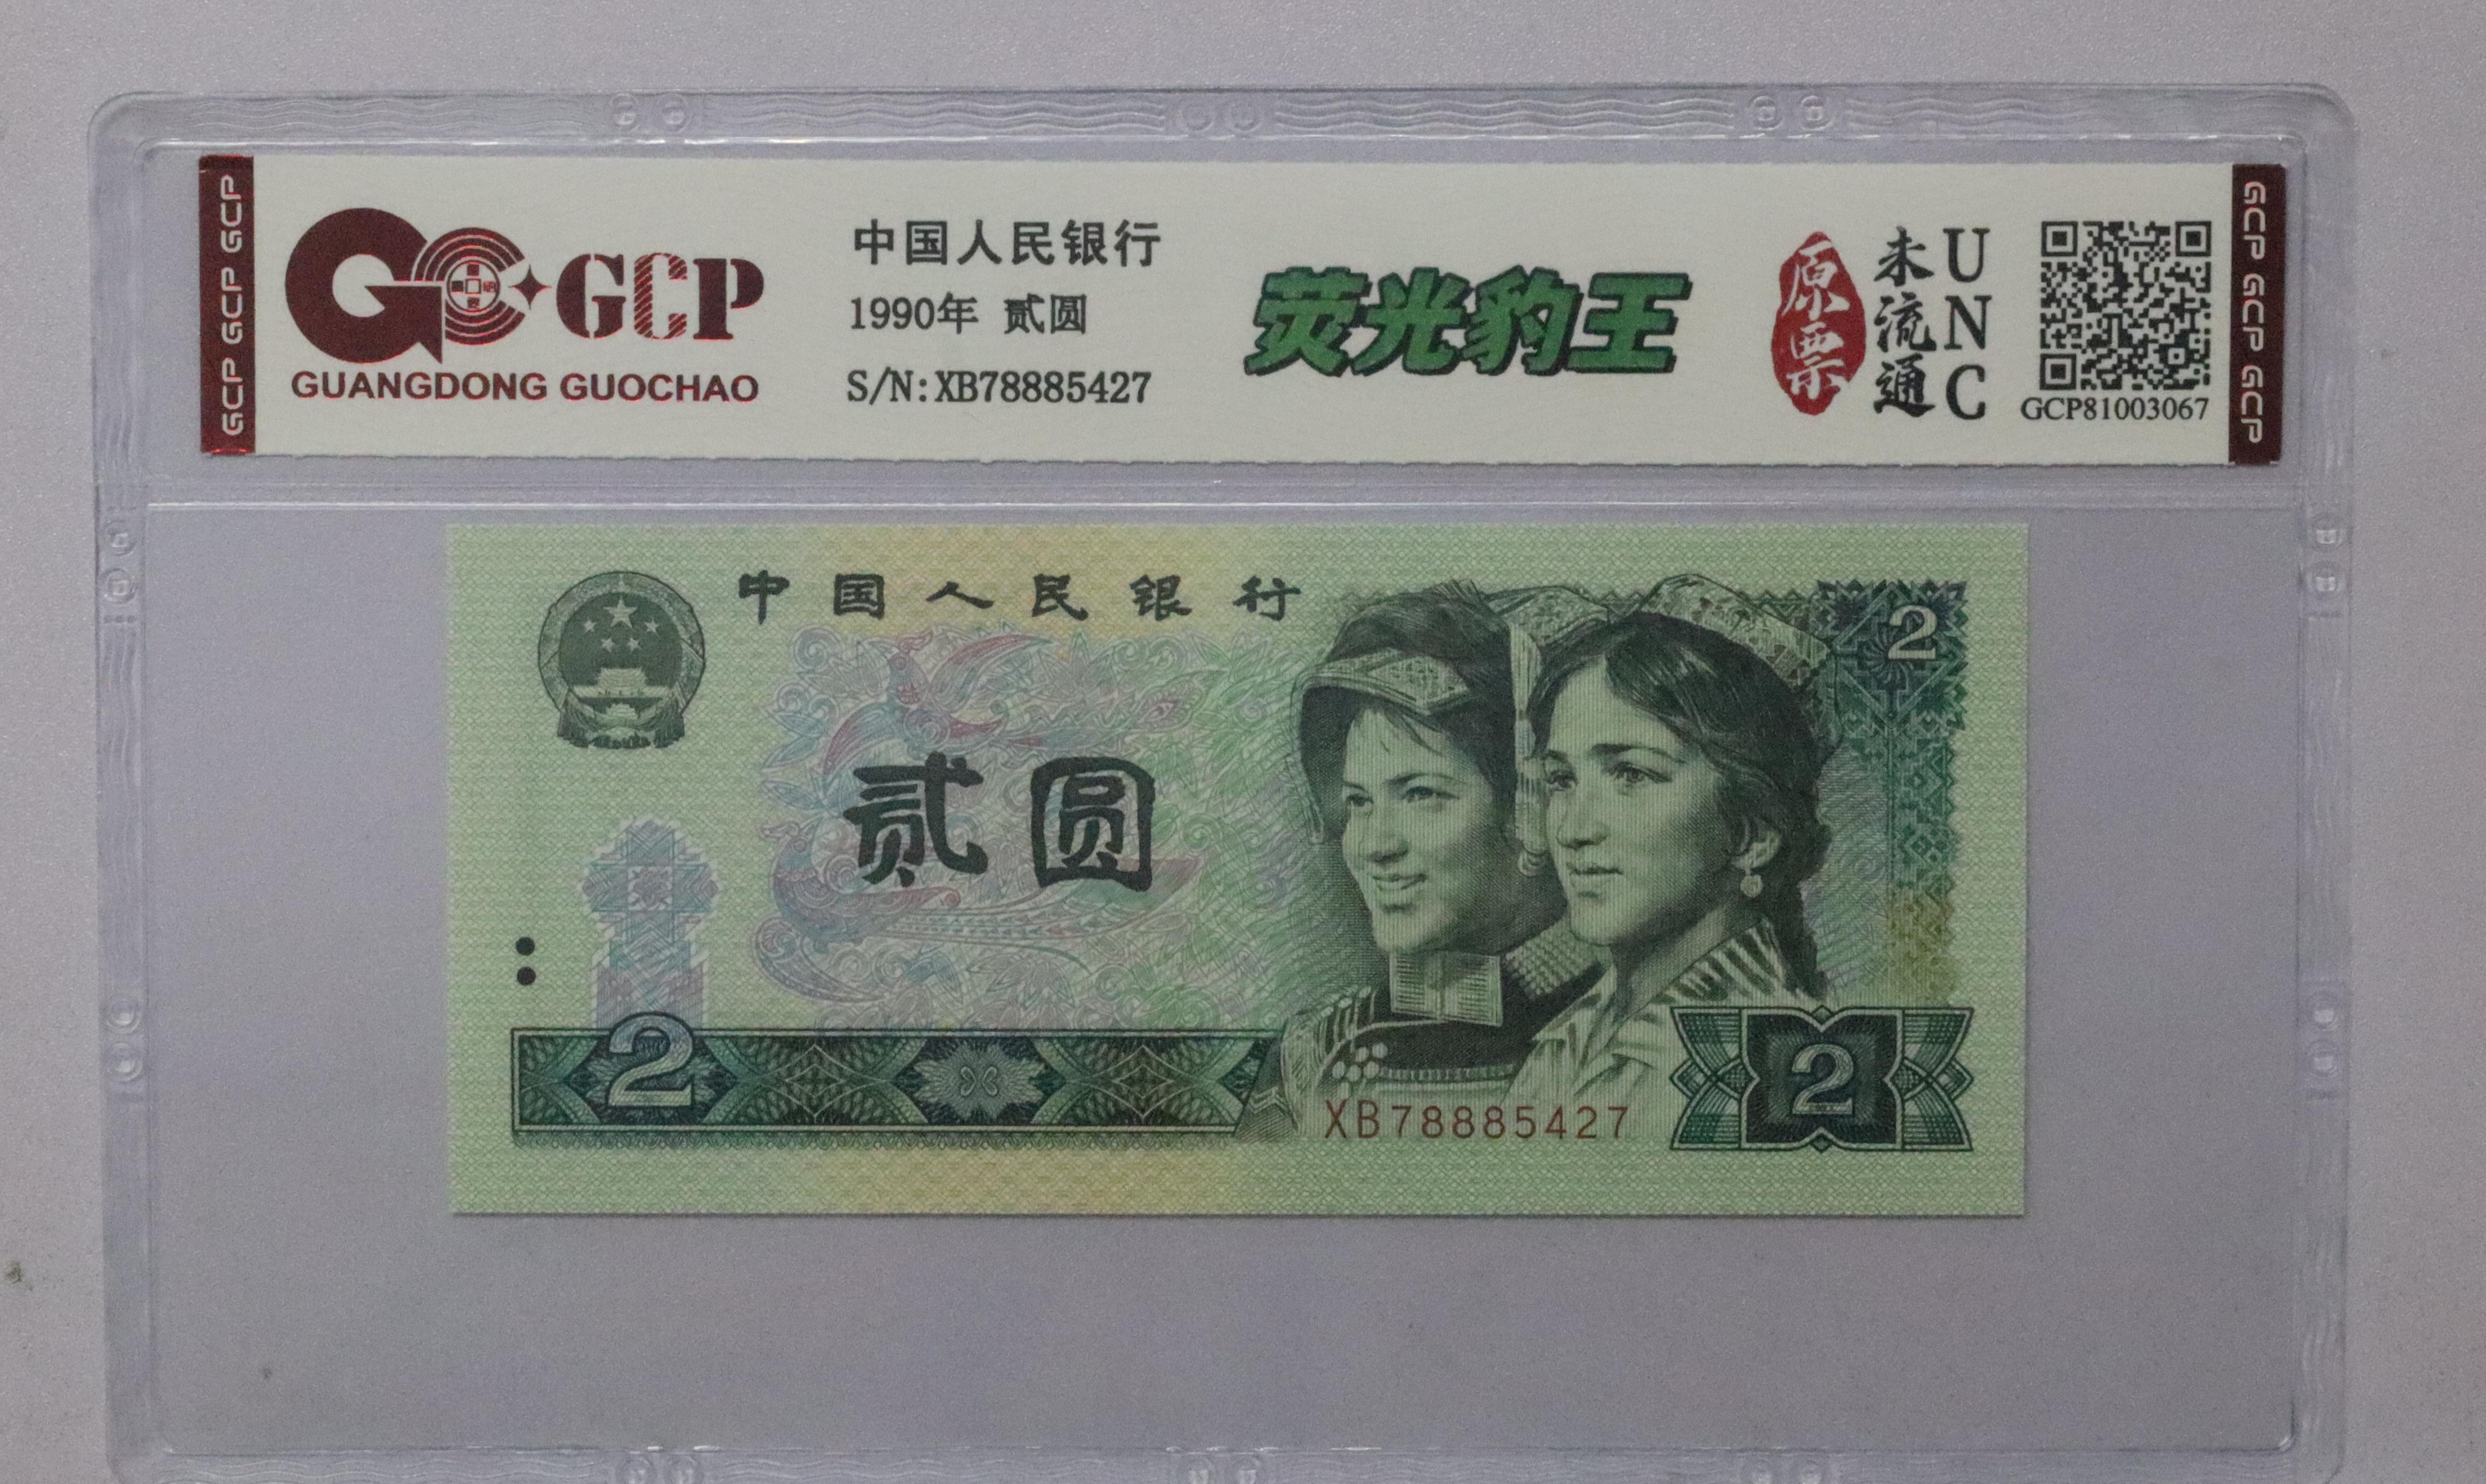 GCP GCP GCP
GCP
GUANGDONG GUOCHAO
中国人民银行
1990年 贰圆
S/N:XB78885427
荧光豹王
原票
未流通
UNC
GCP81003067
GCP GCP GCP
中国人民银行
2
贰圆
2
XB78885427
2